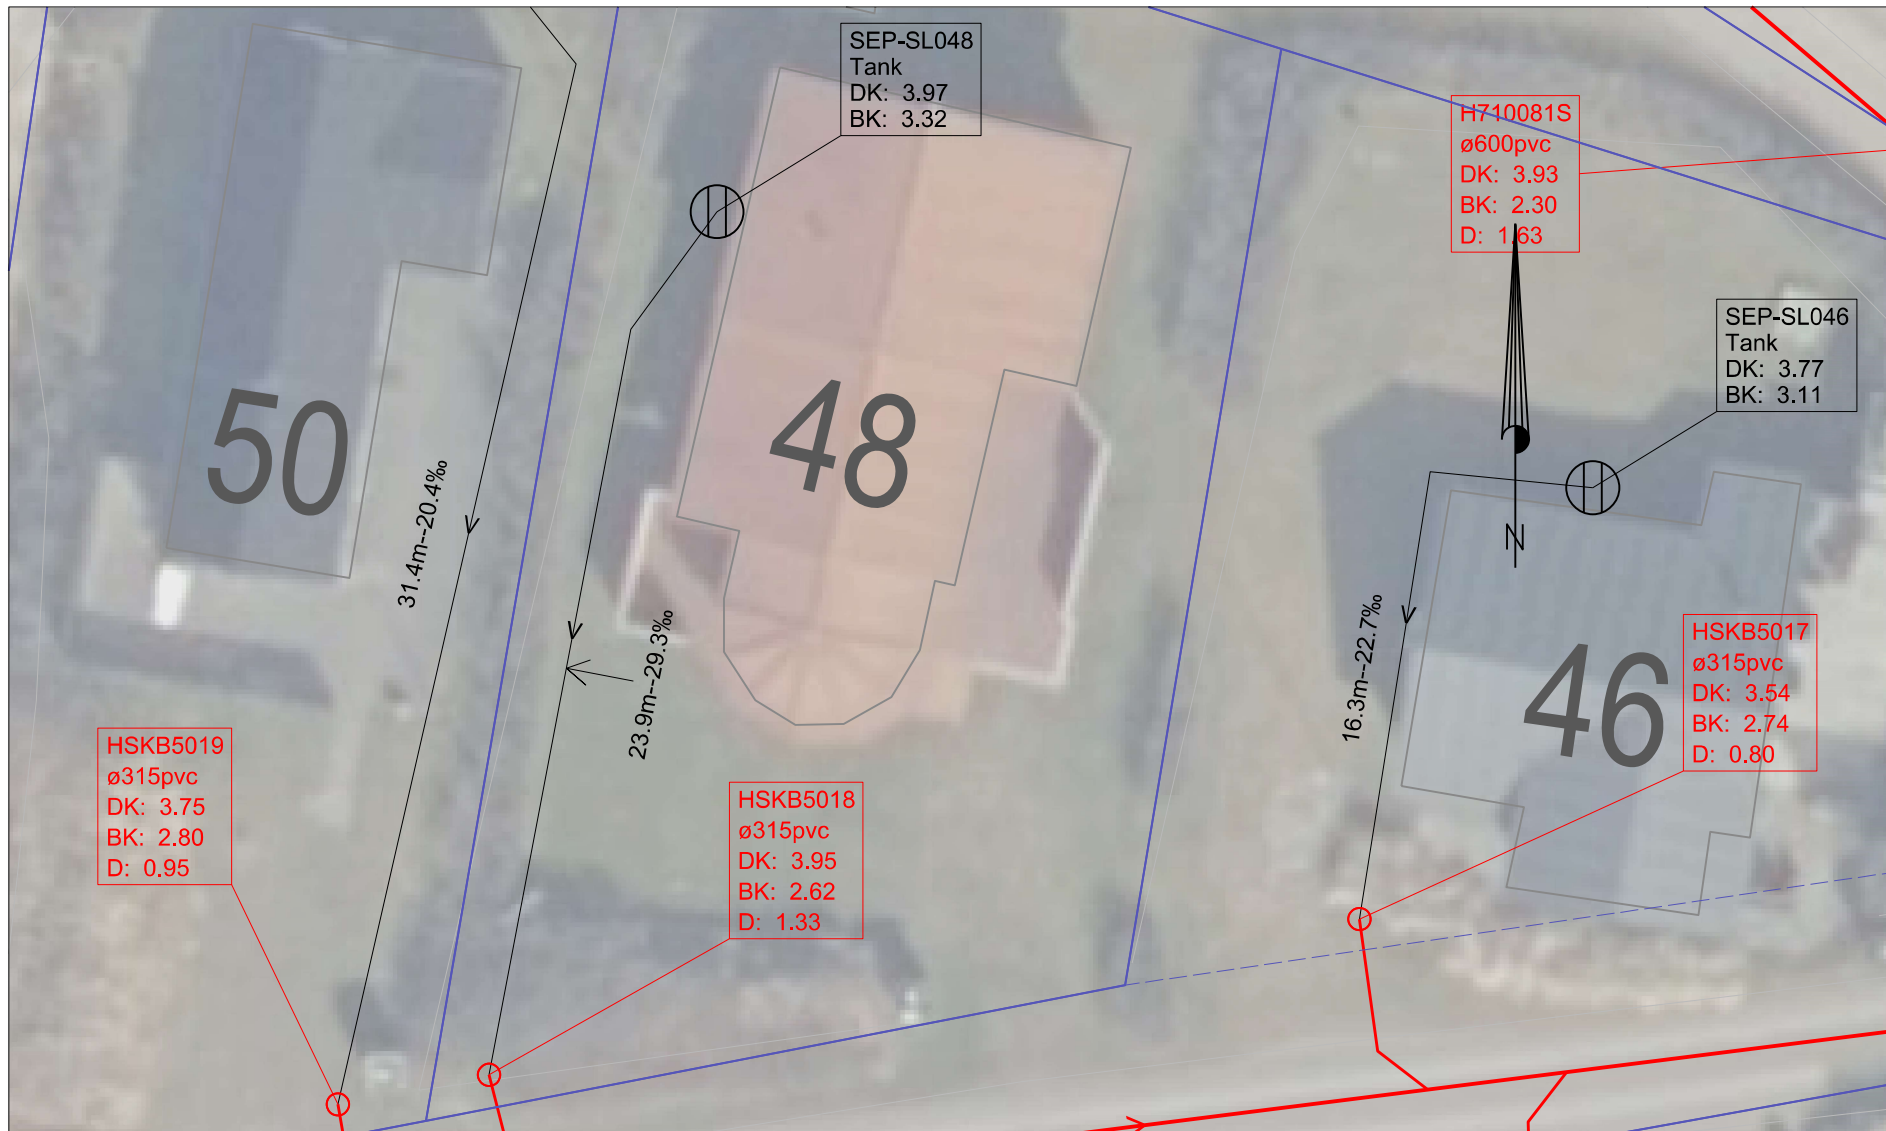 SEP-SL048
Tank
DK: 3.97
BK: 3.32
H710081S
ø600pvc
DK: 3.93
BK: 2.30
D: 1.63
SEP-SL046
Tank
DK: 3.77
BK: 3.11
50
48
46
N
31.4m--20.4‰
23.9m--29.3‰
16.3m--22.7‰
HSKB5017
ø315pvc
DK: 3.54
BK: 2.74
D: 0.80
HSKB5019
ø315pvc
DK: 3.75
BK: 2.80
D: 0.95
HSKB5018
ø315pvc
DK: 3.95
BK: 2.62
D: 1.33